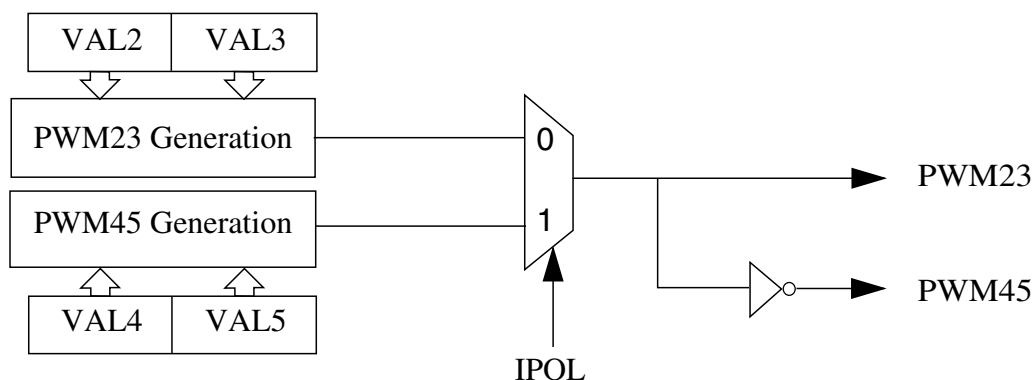 VAL2 VAL3
PWM23 Generation
0
PWM23
1
PWM45 Generation
PWM45
VAL4 VAL5
IPOL